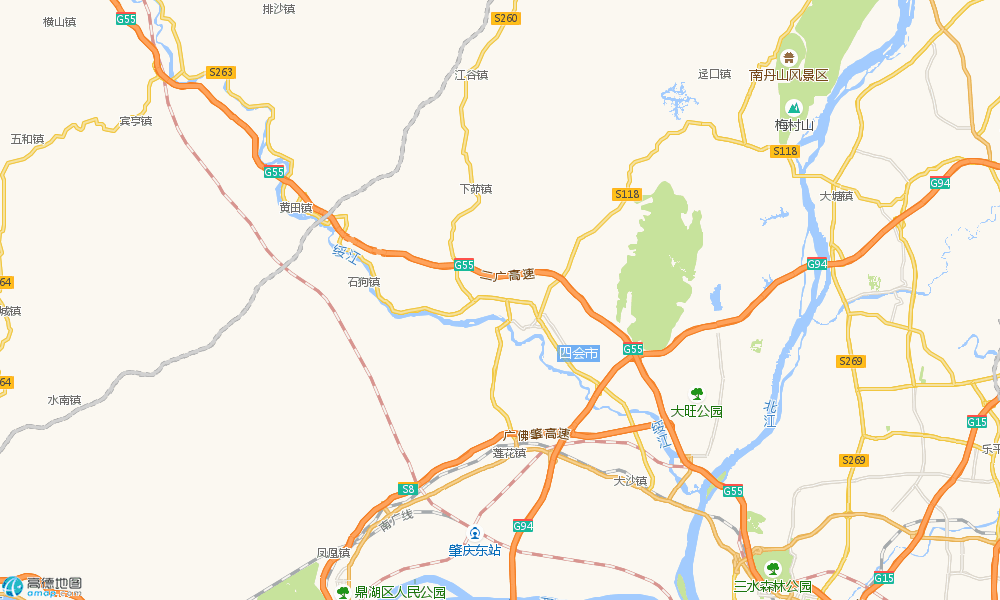 排沙镇
横山镇
G55
S260
S263
江谷镇
迳口镇
南丹山风景区
梅村山
宾亨镇
五和镇
S118
G55
G94
下茆镇
S118
大塘镇
黄田镇
绥江
G55
二广高速
G94
石狗镇
64
城镇
四会市
G55
S269
64
水南镇
大旺公园
北江
G15
绥江
广佛肇高速
莲花镇
乐平
S269
大沙镇
S8
G55
南广线
G94
凤凰镇
肇庆东站
G15
三水森林公园
鼎湖区人民公园
高德地图
amap.com